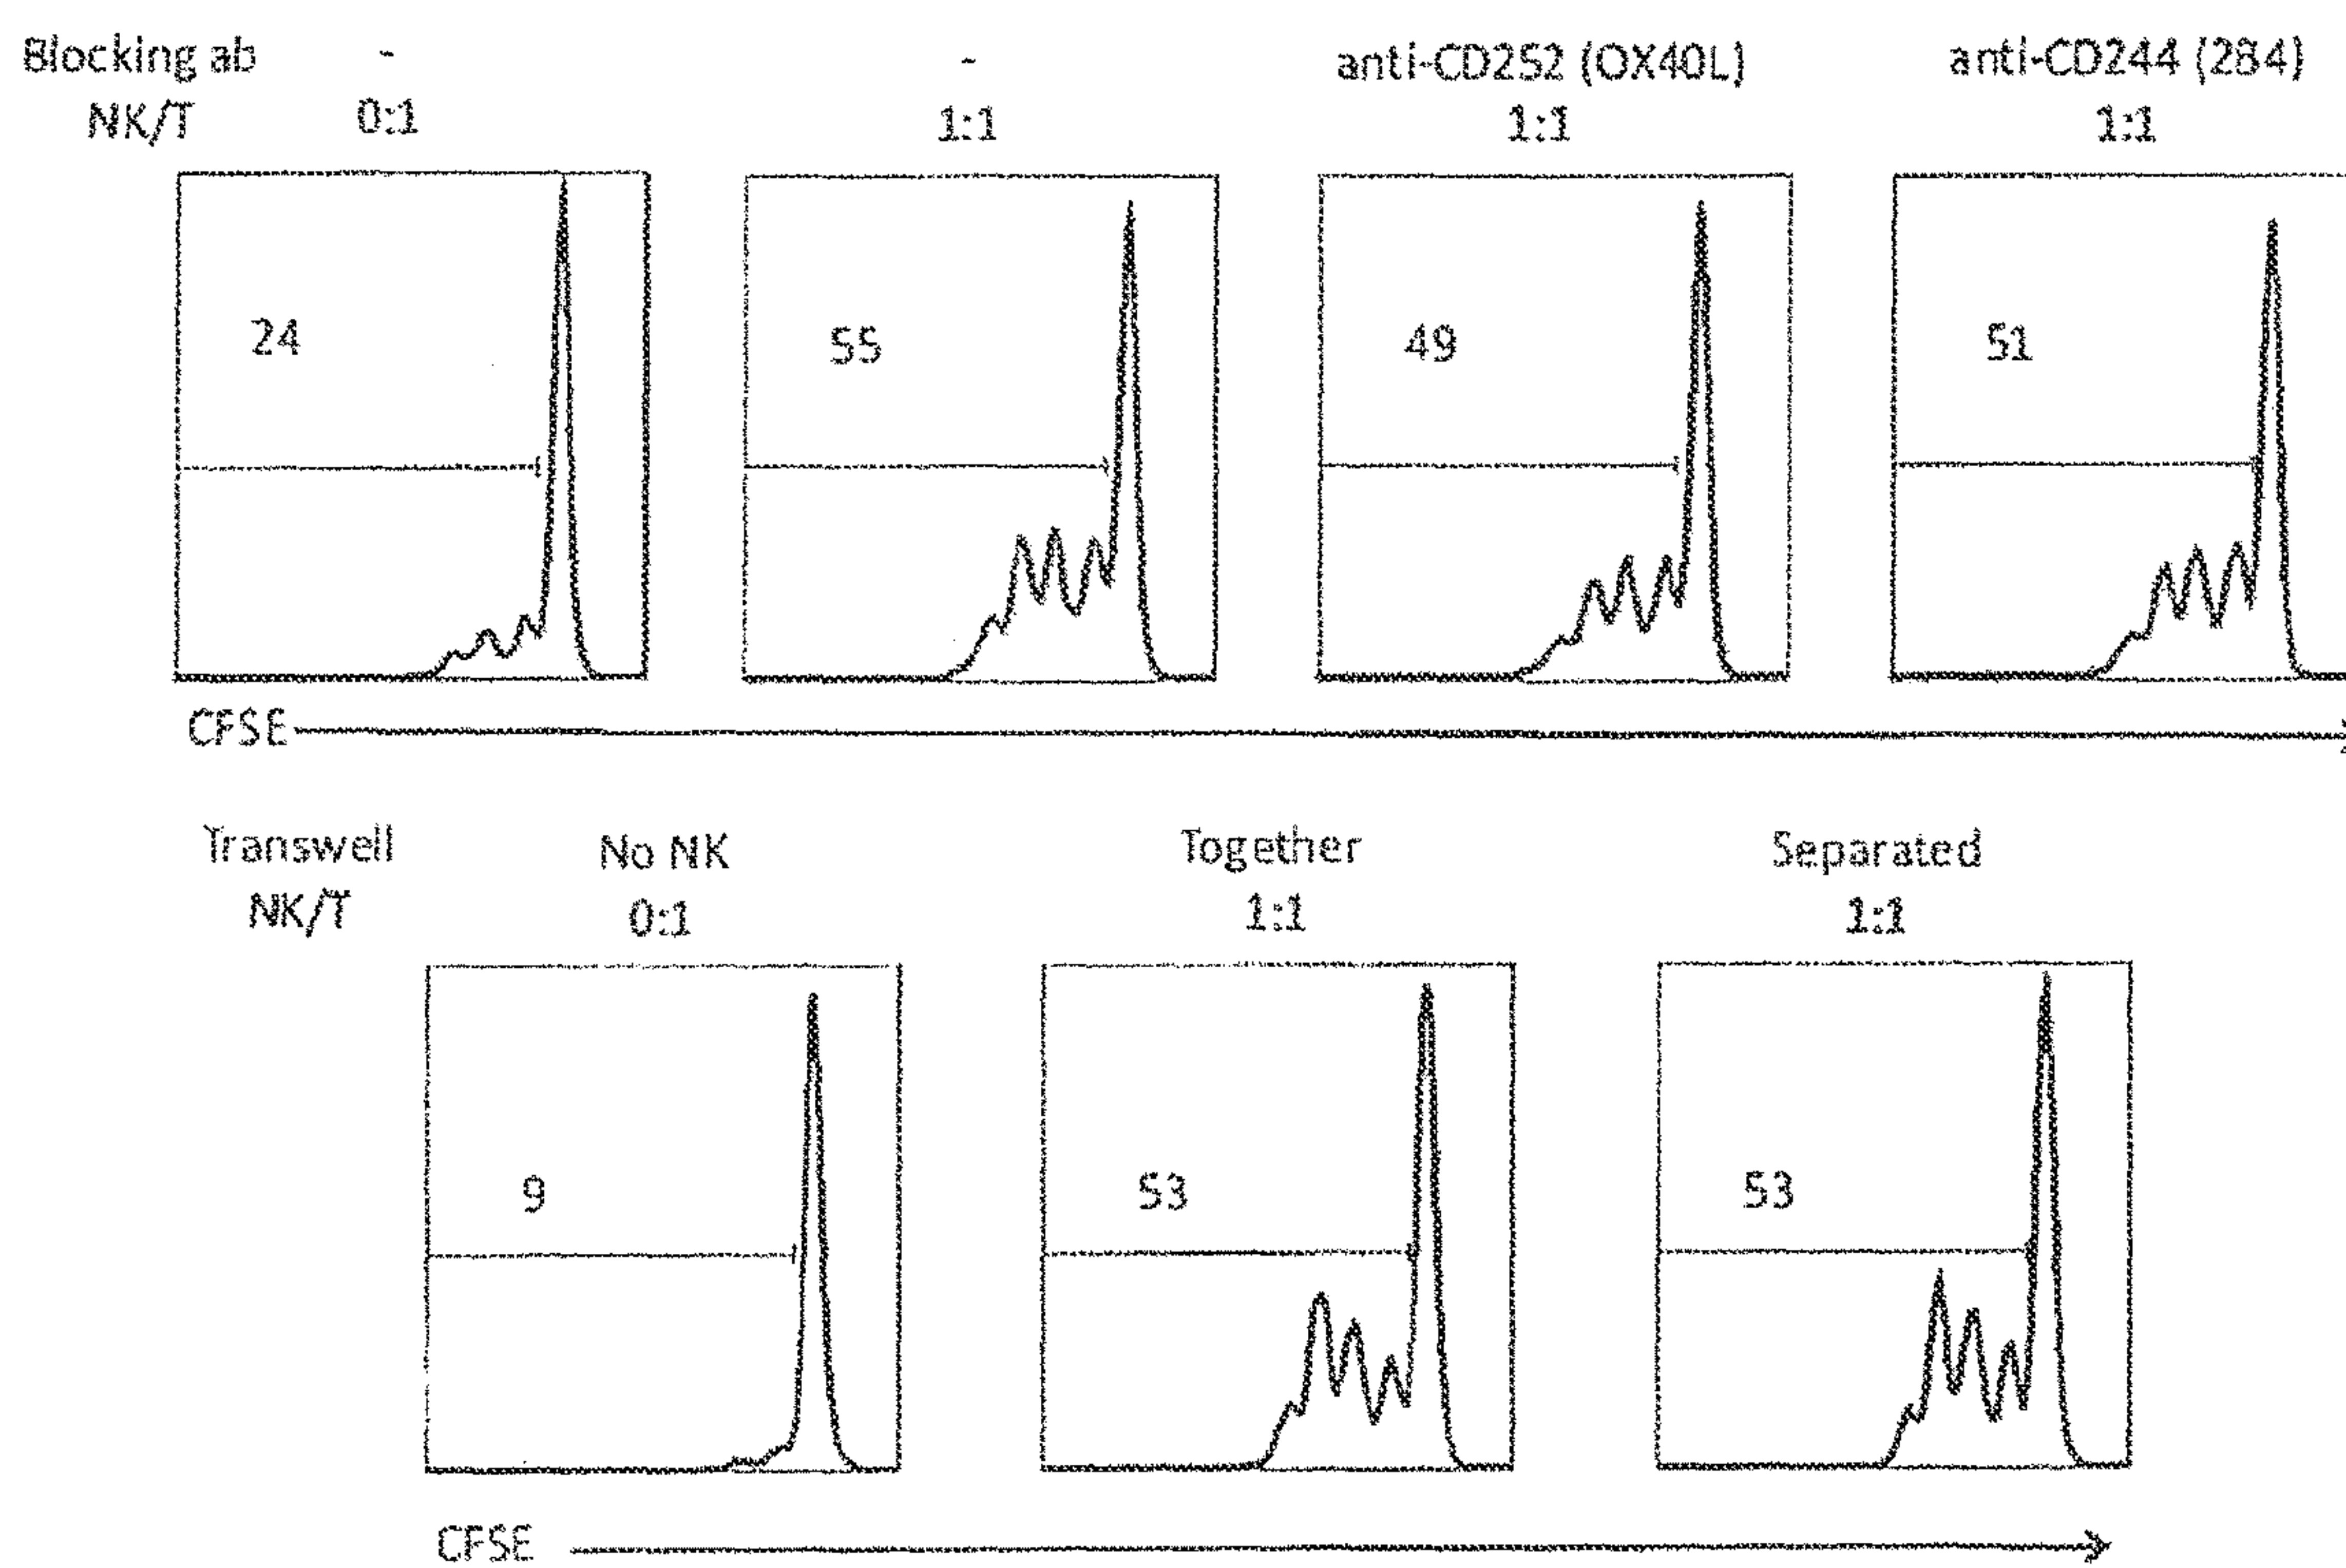 Blocking ab - - anti-CD252 (OX40L) anti-CD244 (2B4)
NK/T 0:1 1:1 1:1 1:1
24 55 49 51
CFSE
Transwell No NK Together Separated
NK/T 0:1 1:1 1:1
9 53 53
CFSE